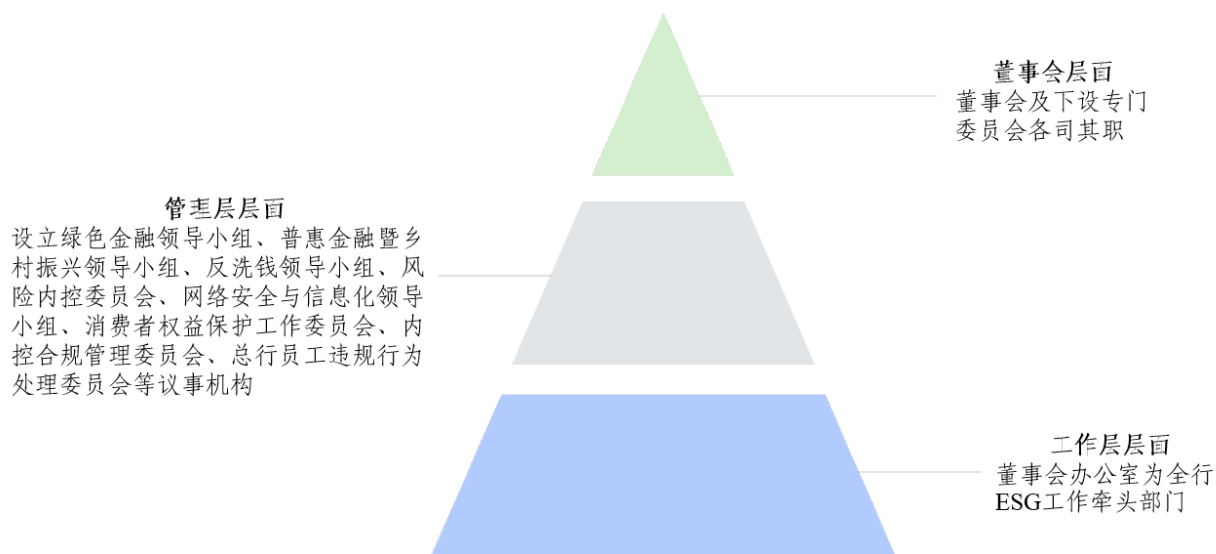 董事会层面
董事会及下设专门
委员会各司其职
管理层层面
设立绿色金融领导小组、普惠金融暨乡
村振兴领导小组、反洗钱领导小组、风
险内控委员会、网络安全与信息化领导
小组、消费者权益保护工作委员会、内
控合规管理委员会、总行员工违规行为
处理委员会等议事机构
工作层层面
董事会办公室为全行
ESG工作牵头部门